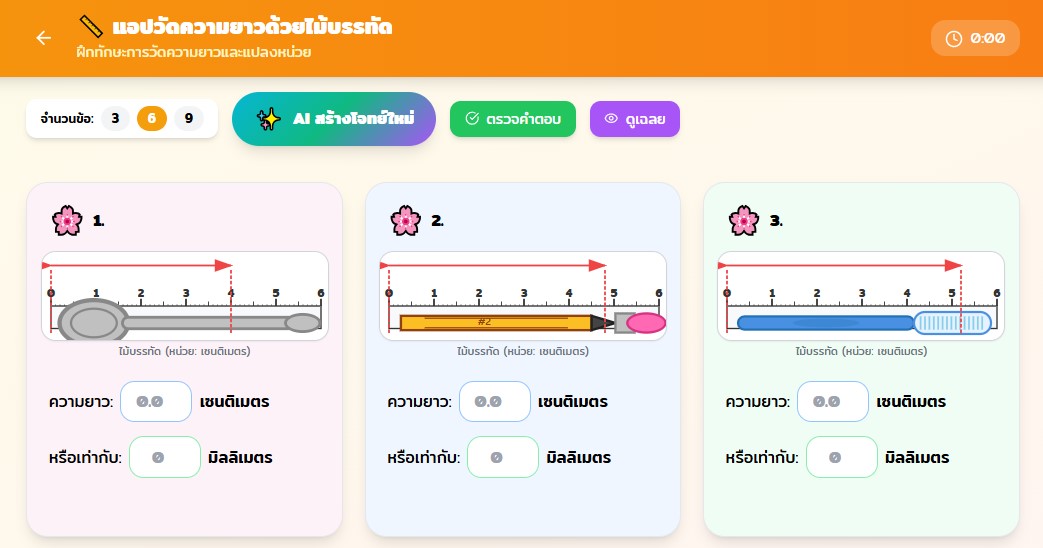 แอปวัดความยาวด้วยไม้บรรทัด
ฝึกทักษะการวัดความยาวและแปลงหน่วย
0:00
จำนวนข้อ: 3 6 9
AI สร้างโจทย์ใหม่
ตรวจคำตอบ
ดูเฉลย
1.
0 1 2 3 4 5 6
ไม้บรรทัด (หน่วย: เซนติเมตร)
ความยาว: 0.0 เซนติเมตร
หรือเท่ากับ: 0 มิลลิเมตร
2.
0 1 2 3 4 5 6
#2
ไม้บรรทัด (หน่วย: เซนติเมตร)
ความยาว: 0.0 เซนติเมตร
หรือเท่ากับ: 0 มิลลิเมตร
3.
0 1 2 3 4 5 6
ไม้บรรทัด (หน่วย: เซนติเมตร)
ความยาว: 0.0 เซนติเมตร
หรือเท่ากับ: 0 มิลลิเมตร